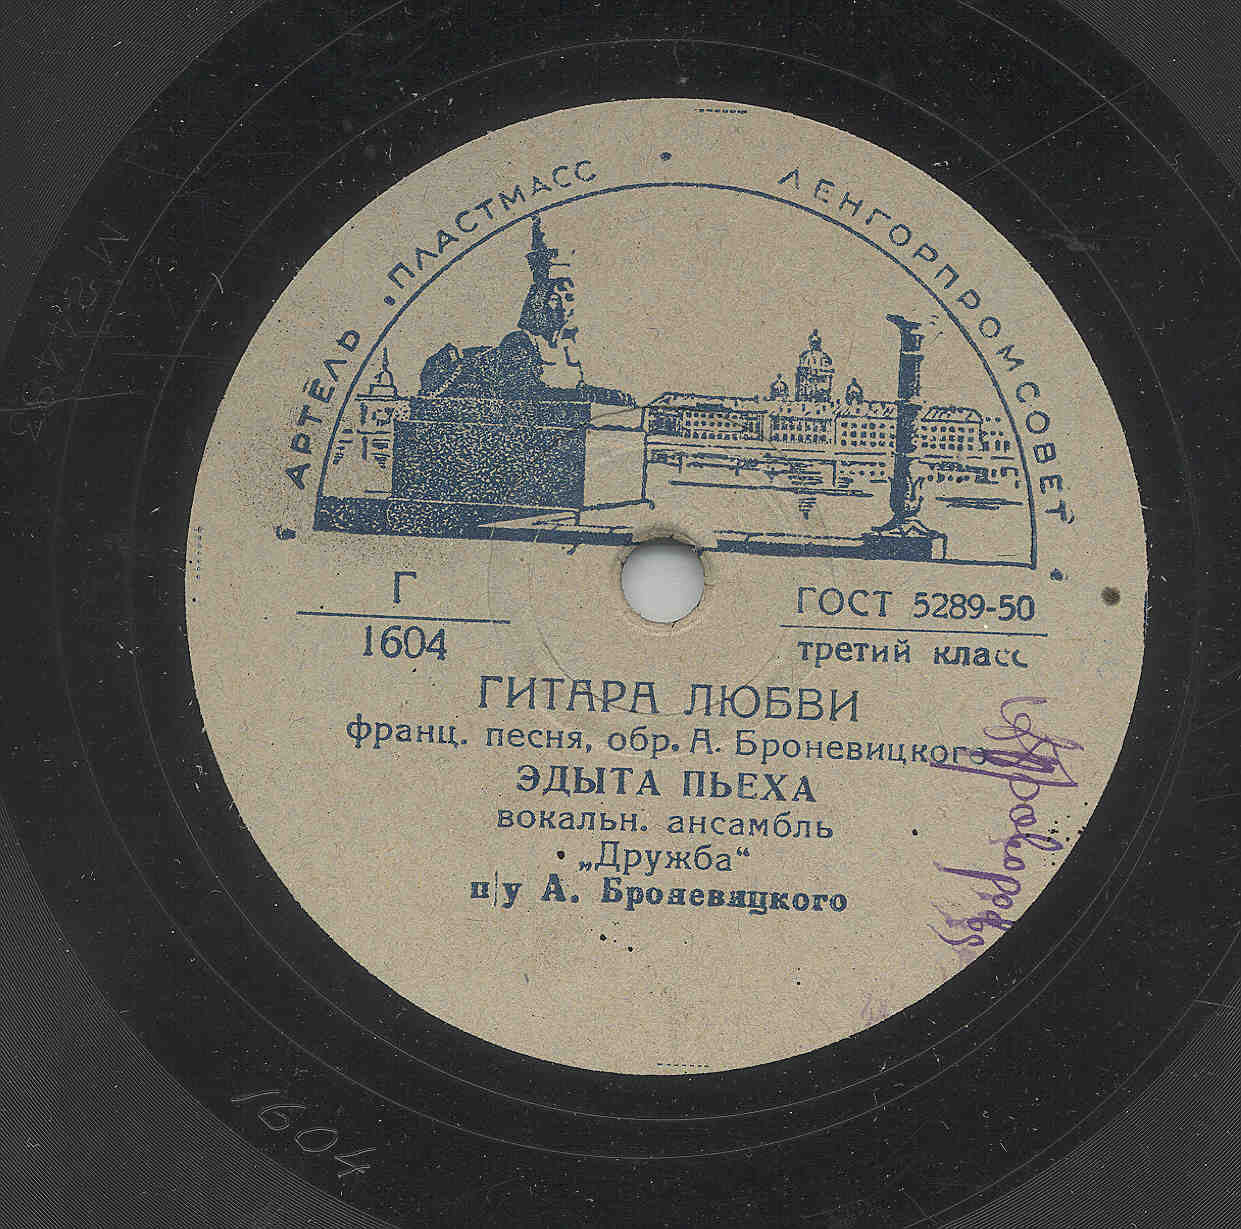 АРТЕЛЬ • ПЛАСТМАСС • ЛЕНГОРПРОМСОВЕТ •
Г
1604
ГОСТ 5289-50
третий класс
ГИТАРА ЛЮБВИ
франц. песня, обр. А. Броневицкого
ЭДЫТА ПЬЕХА
вокальн. ансамбль
„Дружба“
п/у А. Броневицкого
1604